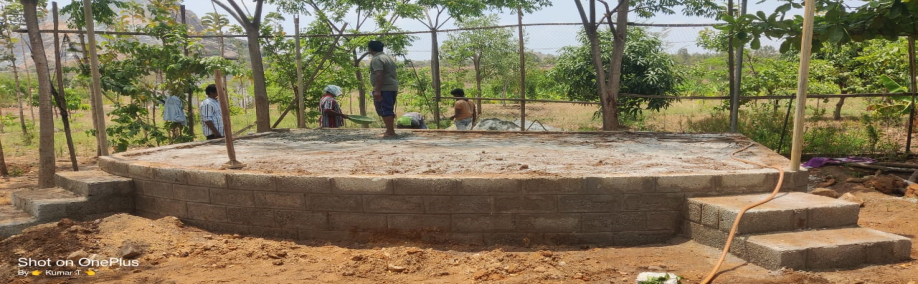 Shot on OnePlus
By 👉 Kumar T 👈